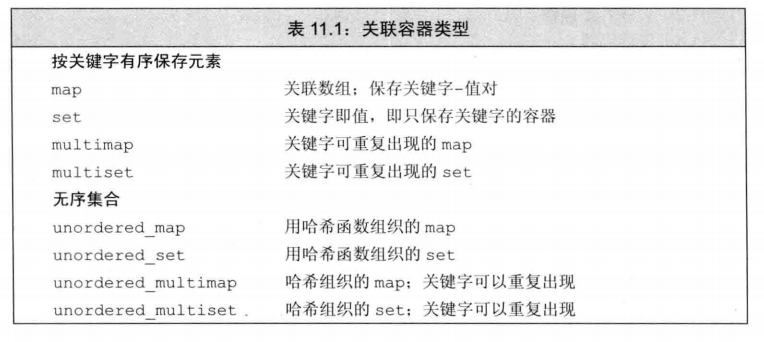 表 11.1：关联容器类型
按关键字有序保存元素
map 关联数组；保存关键字-值对
set 关键字即值，即只保存关键字的容器
multimap 关键字可重复出现的 map
multiset 关键字可重复出现的 set
无序集合
unordered_map 用哈希函数组织的 map
unordered_set 用哈希函数组织的 set
unordered_multimap 哈希组织的 map；关键字可以重复出现
unordered_multiset 哈希组织的 set；关键字可以重复出现